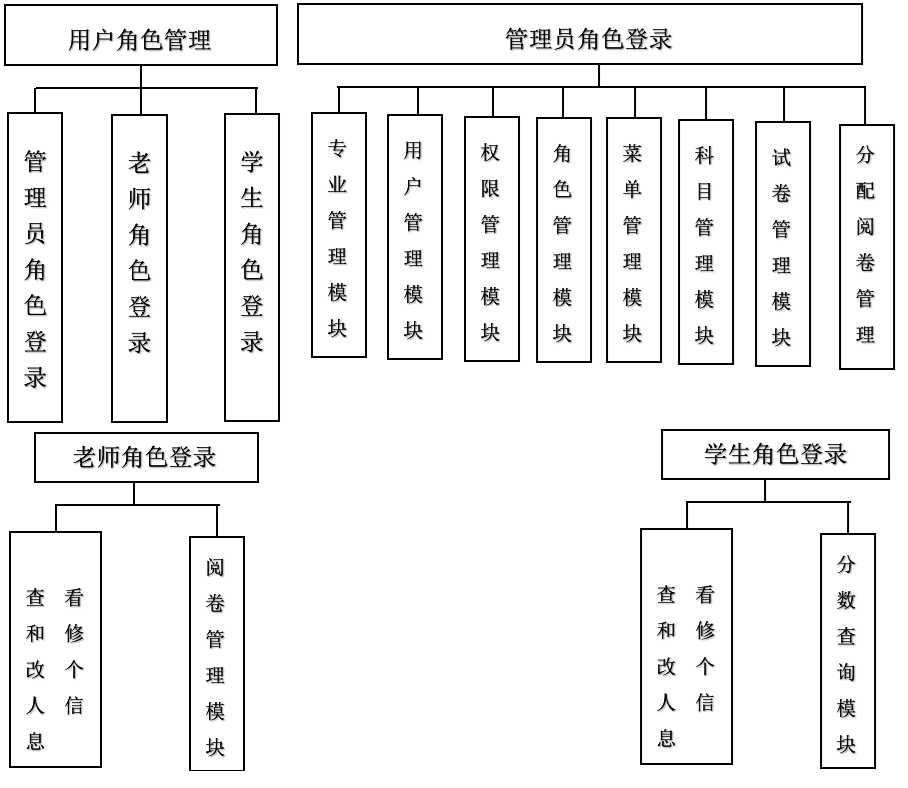 用户角色管理
管理员角色登录
管理员角色登录
老师角色登录
学生角色登录
专业管理模块
用户管理模块
权限管理模块
角色管理模块
菜单管理模块
科目管理模块
试卷管理模块
分配阅卷管理
老师角色登录
学生角色登录
查看
和修
改个
人信
息
阅卷管理模块
查看
和修
改个
人信
息
分数查询模块